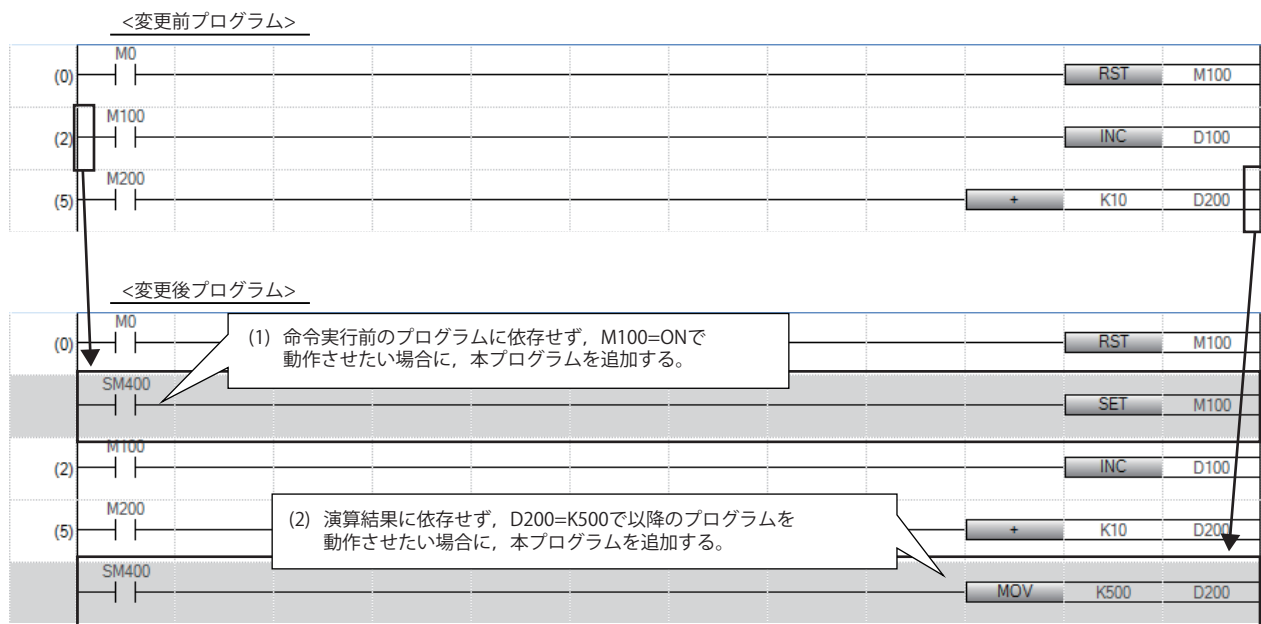 <変更前プログラム>
M0
(0) RST M100
M100
(2) INC D100
M200
(5) + K10 D200
<変更後プログラム>
M0
(0) RST M100
(1) 命令実行前のプログラムに依存せず，M100=ONで
動作させたい場合に，本プログラムを追加する。
SM400
SET M100
M100
(2) INC D100
M200
(5) + K10 D200
(2) 演算結果に依存せず，D200=K500で以降のプログラムを
動作させたい場合に，本プログラムを追加する。
SM400
MOV K500 D200